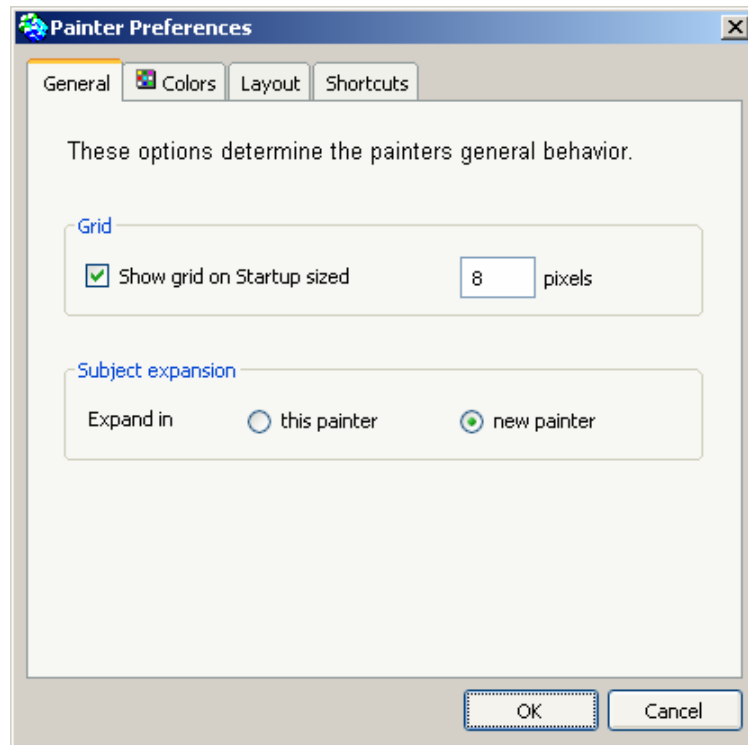 Painter Preferences
General Colors Layout Shortcuts
These options determine the painters general behavior.
Grid
Show grid on Startup sized 8 pixels
Subject expansion
Expand in this painter new painter
OK Cancel